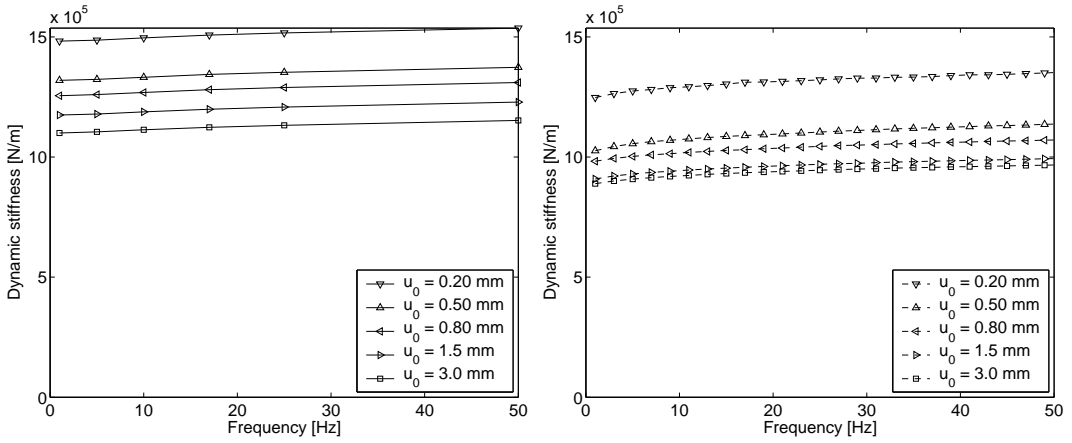 x 10^5
15
10
5
0
Dynamic stiffness [N/m]
0 10 20 30 40 50
Frequency [Hz]
u_0 = 0.20 mm
u_0 = 0.50 mm
u_0 = 0.80 mm
u_0 = 1.5 mm
u_0 = 3.0 mm
x 10^5
15
10
5
0
Dynamic stiffness [N/m]
0 10 20 30 40 50
Frequency [Hz]
u_0 = 0.20 mm
u_0 = 0.50 mm
u_0 = 0.80 mm
u_0 = 1.5 mm
u_0 = 3.0 mm